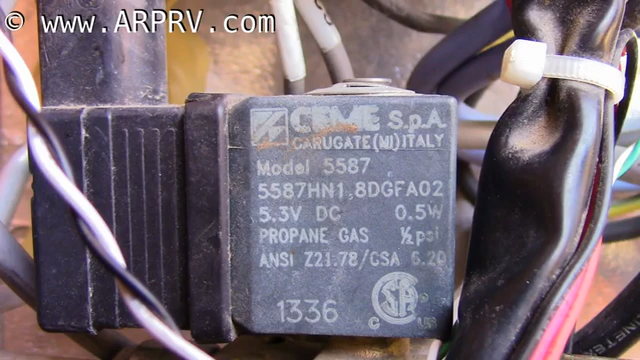 © www.ARPRV.com
CEME S.p.A.
CARUGATE(MI)ITALY
Model 5587
5587HN1,8DGFA02
5.3V DC 0.5W
PROPANE GAS ½psi
ANSI Z21.78/CSA 6.20
1336
C US